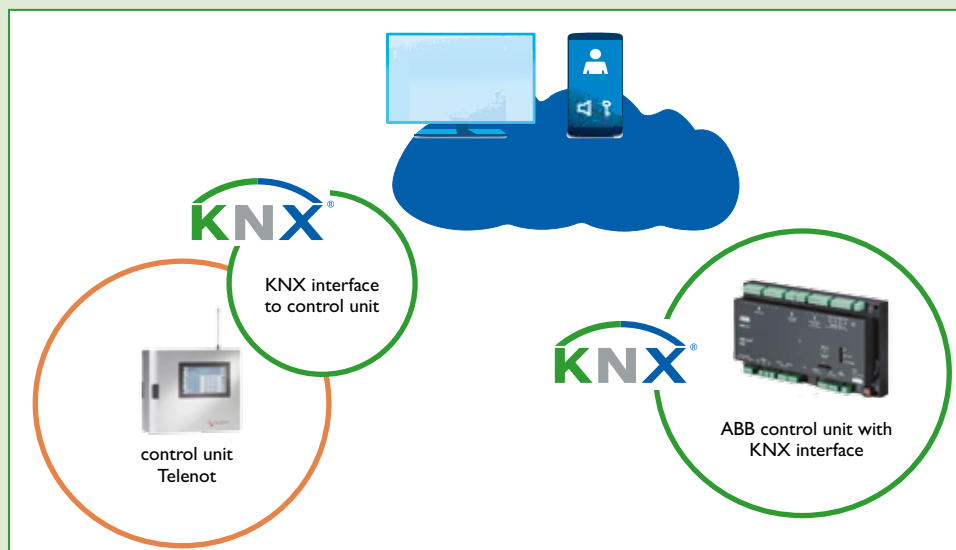 KNX®
KNX interface
to control unit
control unit
Telenot
KNX®
ABB control unit with
KNX interface